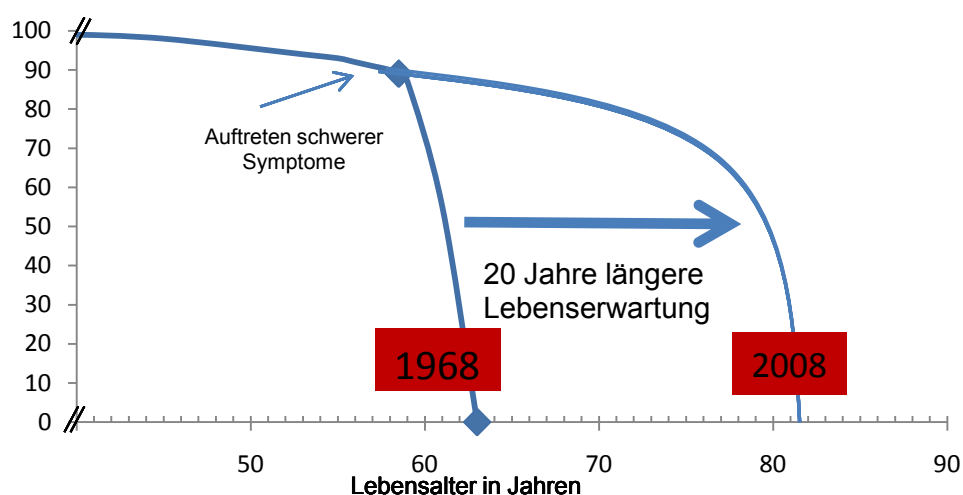 100
90
80
70
60
50
40
30
20
10
0
Auftreten schwerer
Symptome
20 Jahre längere
Lebenserwartung
1968
2008
50 60 70 80 90
Lebensalter in Jahren